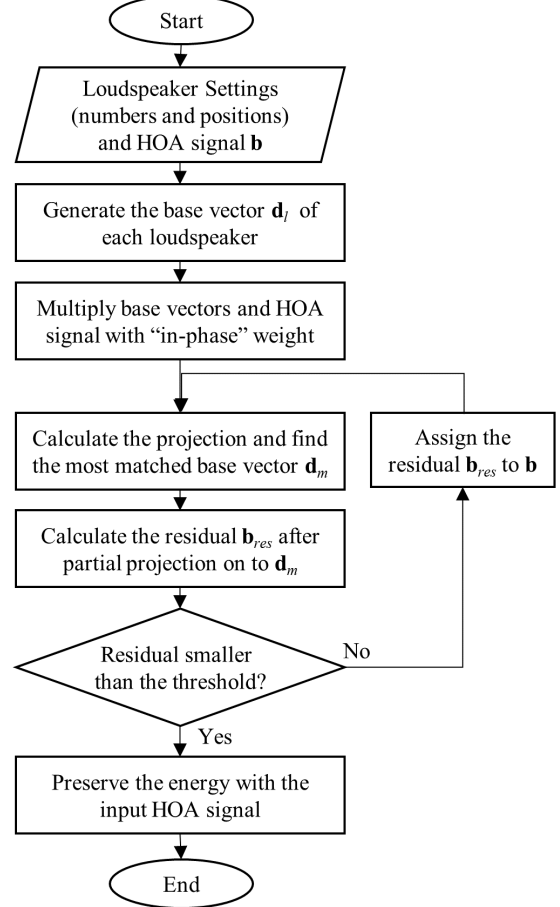 Start
Loudspeaker Settings
(numbers and positions)
and HOA signal b
Generate the base vector d_l of
each loudspeaker
Multiply base vectors and HOA
signal with “in-phase” weight
Calculate the projection and find
the most matched base vector d_m
Assign the
residual b_res to b
Calculate the residual b_res after
partial projection on to d_m
Residual smaller
than the threshold?
No
Yes
Preserve the energy with the
input HOA signal
End